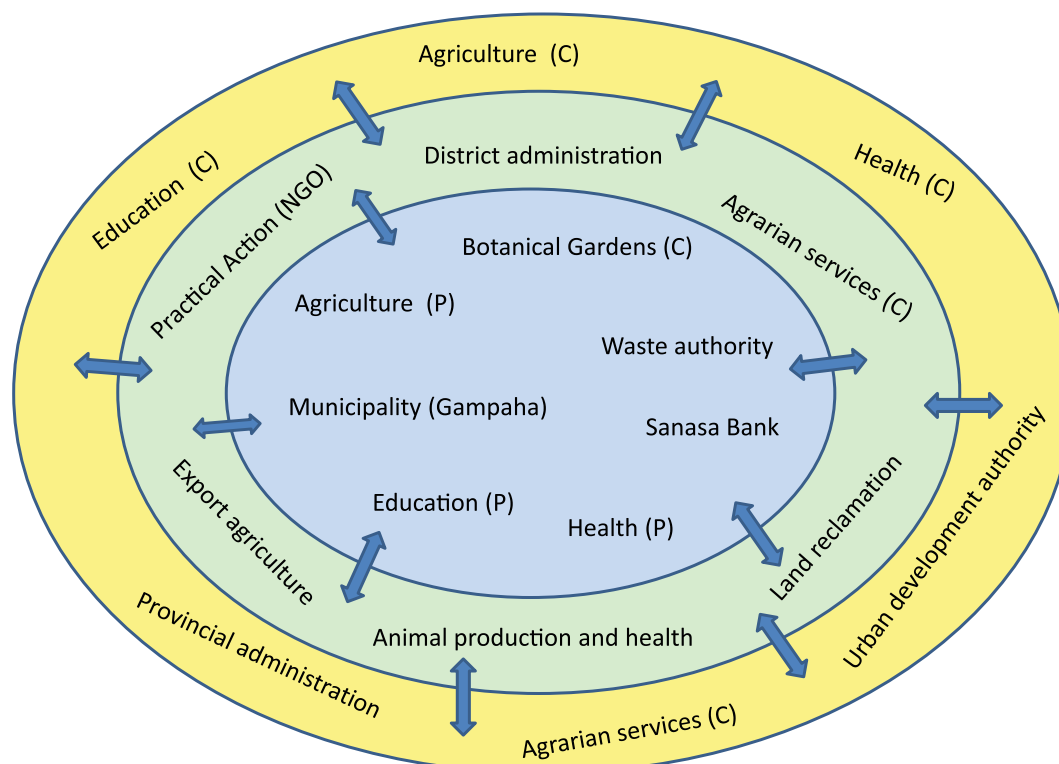 Agriculture (C)
Health (C)
Education (C)
District administration
Practical Action (NGO)
Agrarian services (C)
Botanical Gardens (C)
Agriculture (P)
Waste authority
Municipality (Gampaha)
Sanasa Bank
Education (P)
Health (P)
Export agriculture
Land reclamation
Urban development authority
Animal production and health
Provincial administration
Agrarian services (C)